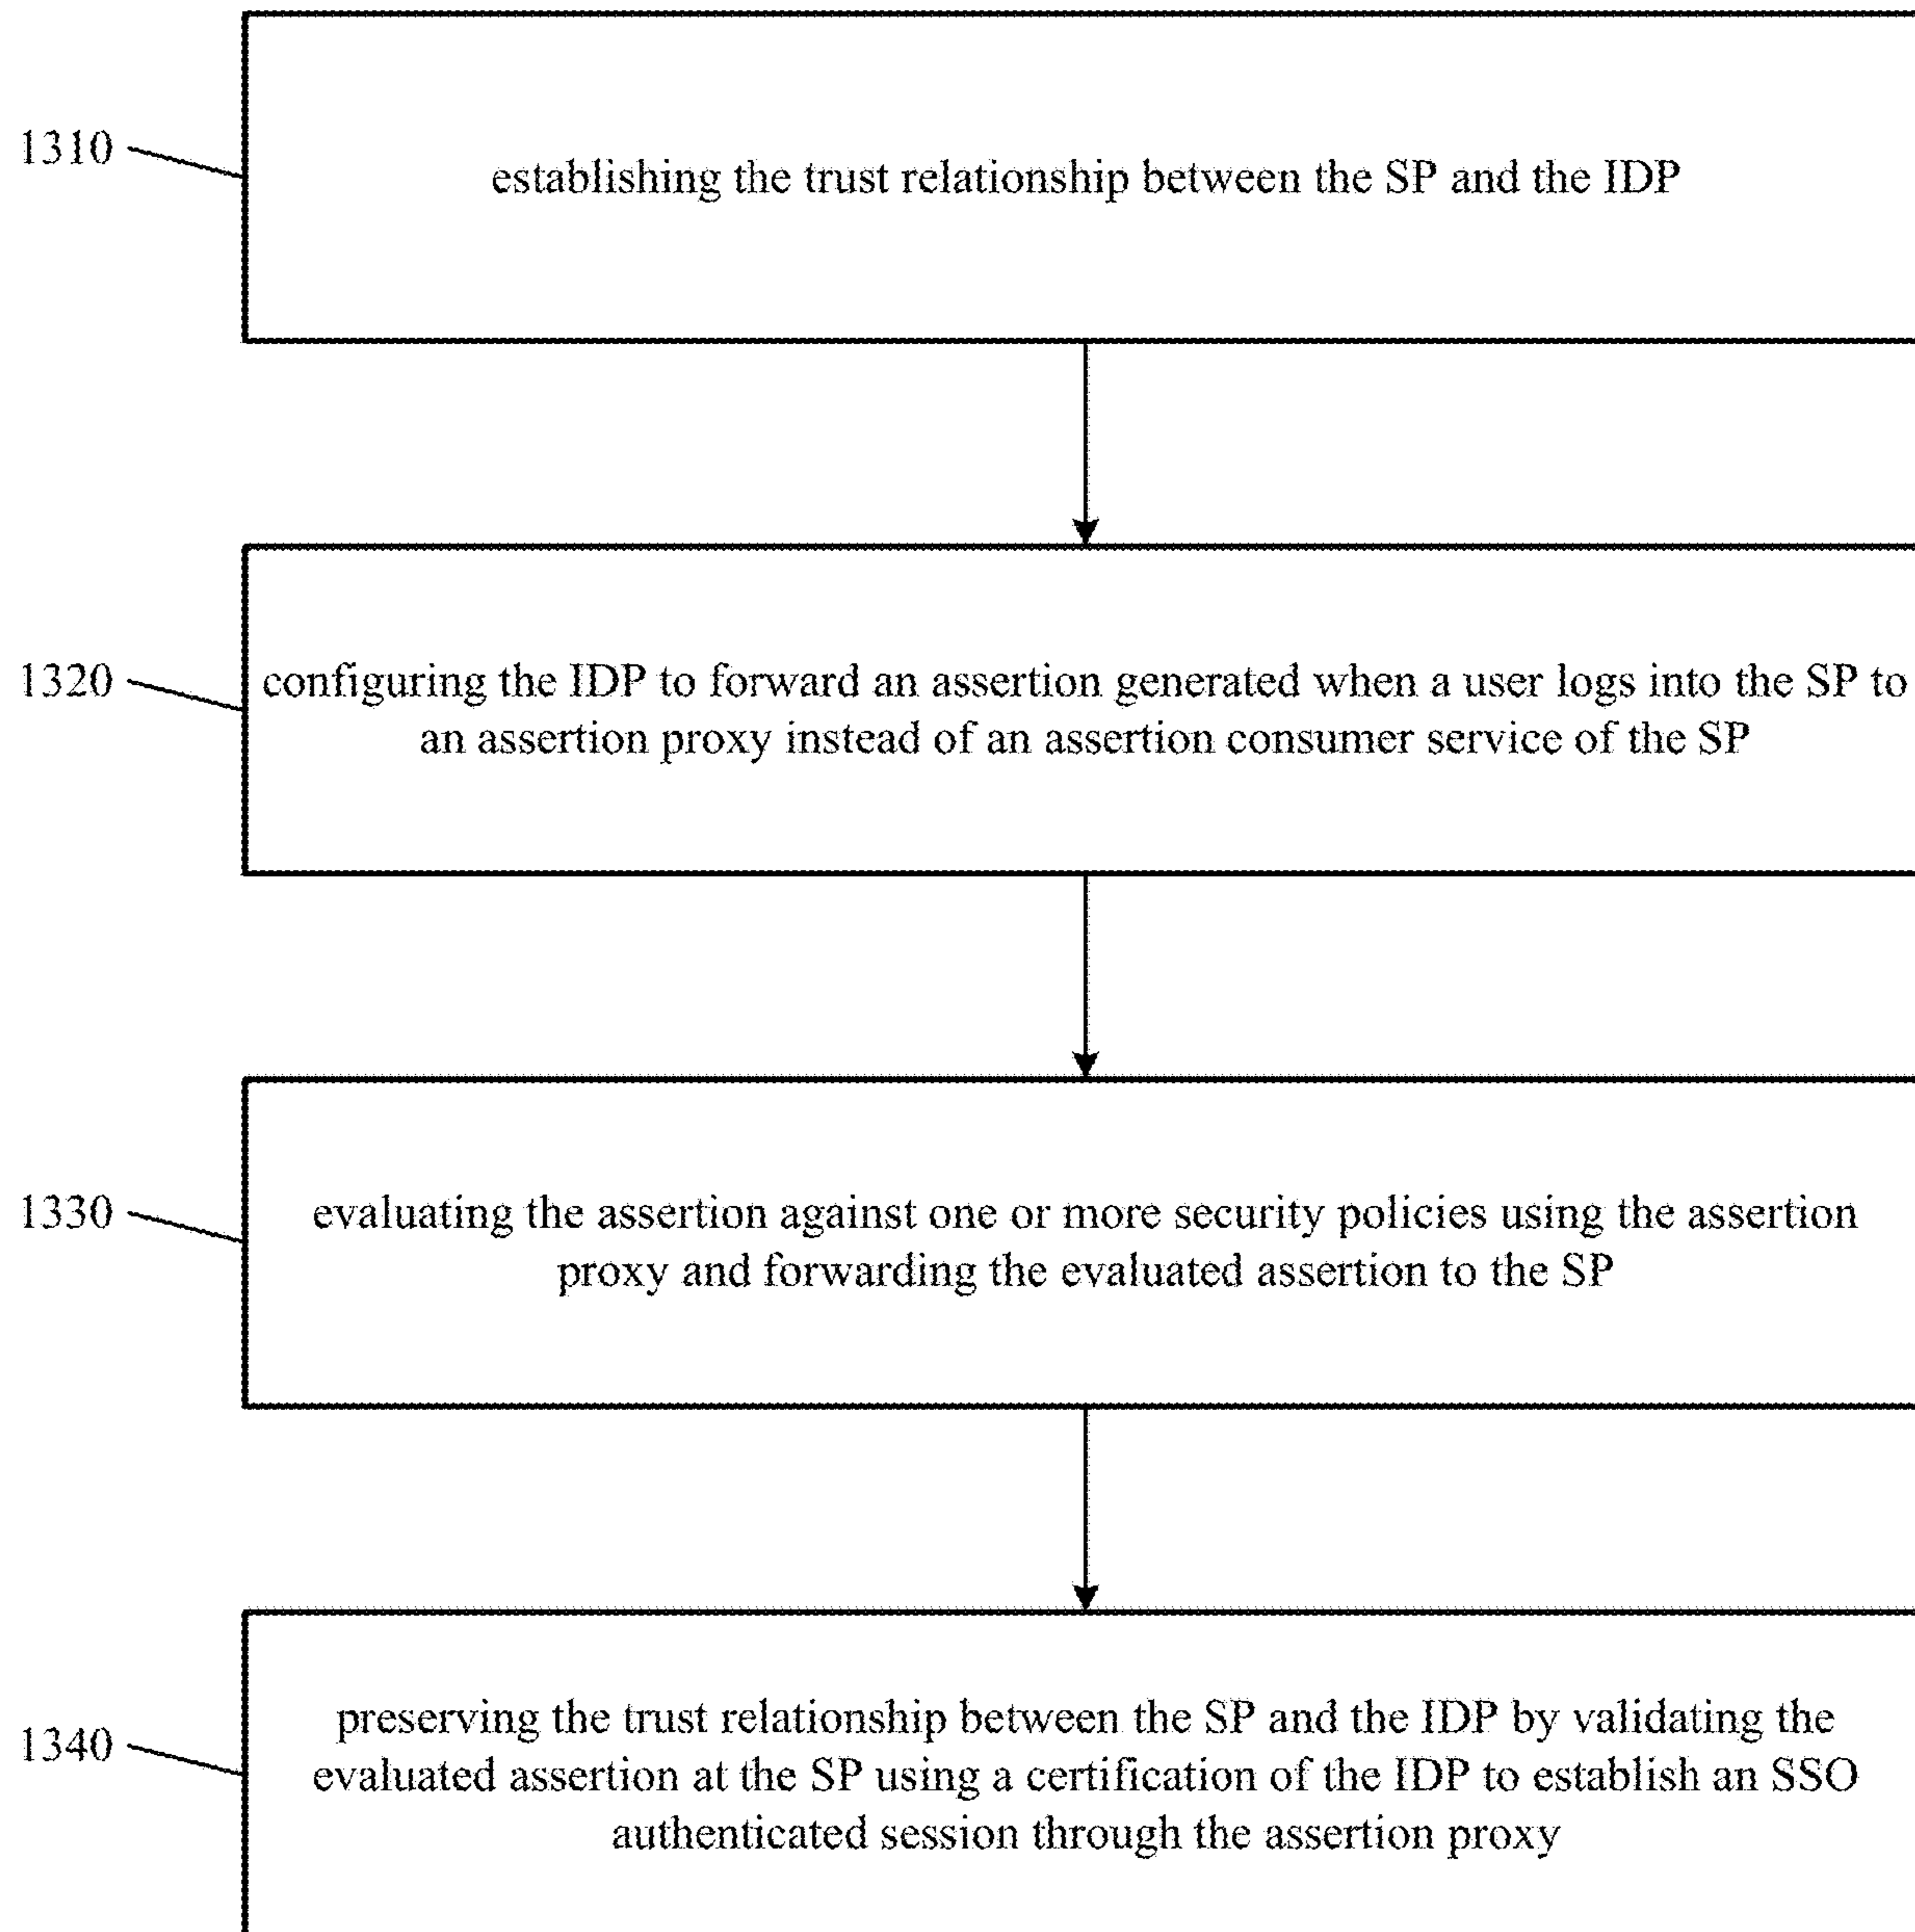 1310
establishing the trust relationship between the SP and the IDP
1320
configuring the IDP to forward an assertion generated when a user logs into the SP to
an assertion proxy instead of an assertion consumer service of the SP
1330
evaluating the assertion against one or more security policies using the assertion
proxy and forwarding the evaluated assertion to the SP
1340
preserving the trust relationship between the SP and the IDP by validating the
evaluated assertion at the SP using a certification of the IDP to establish an SSO
authenticated session through the assertion proxy